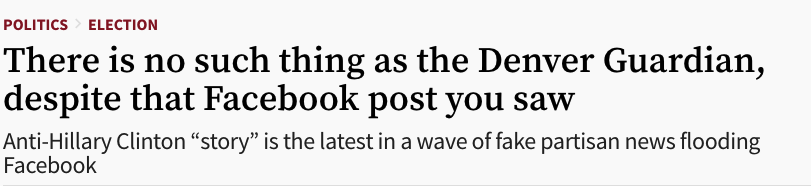 POLITICS > ELECTION
There is no such thing as the Denver Guardian,
despite that Facebook post you saw
Anti-Hillary Clinton “story” is the latest in a wave of fake partisan news flooding
Facebook